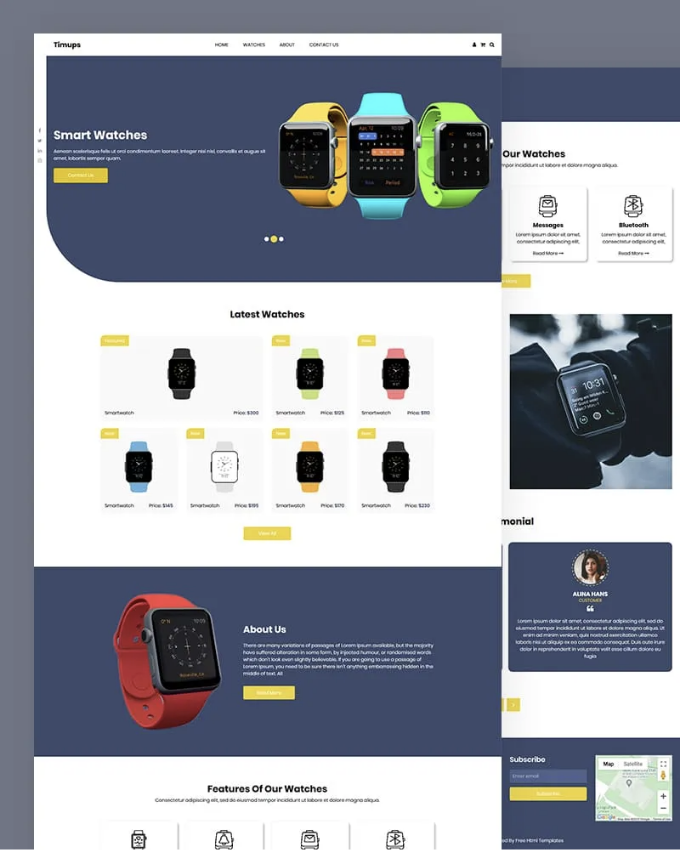 Timups
HOME WATCHES ABOUT CONTACT US
Smart Watches
Aenean scelerisque felis ut orci condimentum laoreet. Integer nisi nisl, convallis et augue sit
amet, lobortis semper quam.
Contact Us
Latest Watches
Featured
New
New
Smartwatch Price: $300
Smartwatch Price: $125
Smartwatch Price: $110
New
New
New
New
Smartwatch Price: $145
Smartwatch Price: $195
Smartwatch Price: $170
Smartwatch Price: $230
View All
About Us
There are many variations of passages of Lorem Ipsum available, but the majority
have suffered alteration in some form, by injected humour, or randomised words
which don't look even slightly believable. If you are going to use a passage of
Lorem Ipsum, you need to be sure there isn't anything embarrassing hidden in the
middle of text. All
Read More
Features Of Our Watches
Consectetur adipiscing elit, sed do eiusmod tempor incididunt ut labore et dolore magna aliqua.
Our Watches
incididunt ut labore et dolore magna aliqua.
Messages
Lorem ipsum dolor sit amet,
consectetur adipiscing elit,
Read More
Bluetooth
Lorem ipsum dolor sit amet,
consectetur adipiscing elit,
Read More
10:31
monial
ALINA HANS
CUSTOMER
Lorem ipsum dolor sit amet, consectetur adipiscing elit, sed do
eiusmod tempor incididunt ut labore et dolore magna aliqua. Ut
enim ad minim veniam, quis nostrud exercitation ullamco
laboris nisi ut aliquip ex ea commodo consequat. Duis aute irure
dolor in reprehenderit in voluptate velit esse cillum dolore eu
fugia
Subscribe
Enter email
Subscribe
Map Satellite
Google
ed By Free Html Templates